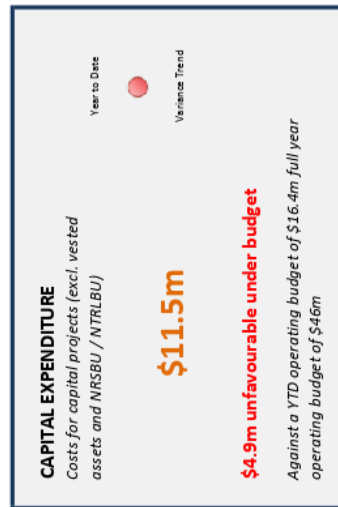 CAPITAL EXPENDITURE
Costs for capital projects (excl. vested
assets and NRSBU / NTRLBU)
Year to Date
$11.5m
Variance Trend
$4.9m unfavourable under budget
Against a YTD operating budget of $16.4m full year
operating budget of $46m